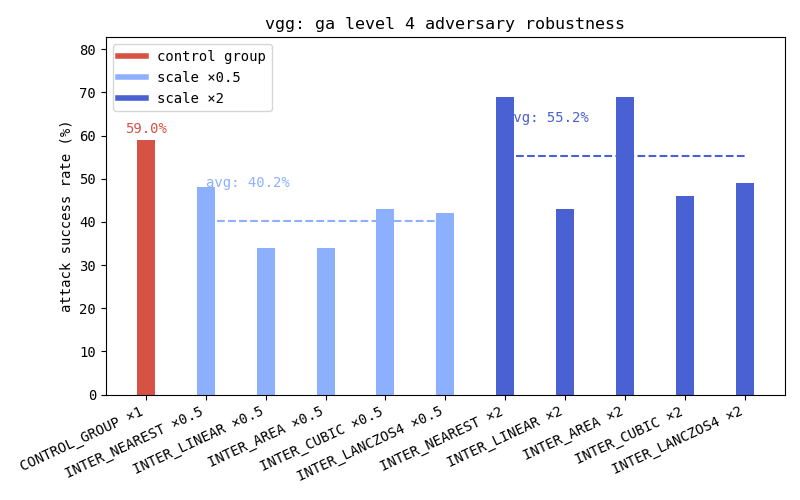 vgg: ga level 4 adversary robustness
control group
scale ×0.5
scale ×2
attack success rate (%)
80
70
60
50
40
30
20
10
0
59.0%
avg: 40.2%
avg: 55.2%
CONTROL_GROUP ×1
INTER_NEAREST ×0.5
INTER_LINEAR ×0.5
INTER_AREA ×0.5
INTER_CUBIC ×0.5
INTER_LANCZOS4 ×0.5
INTER_NEAREST ×2
INTER_LINEAR ×2
INTER_AREA ×2
INTER_CUBIC ×2
INTER_LANCZOS4 ×2